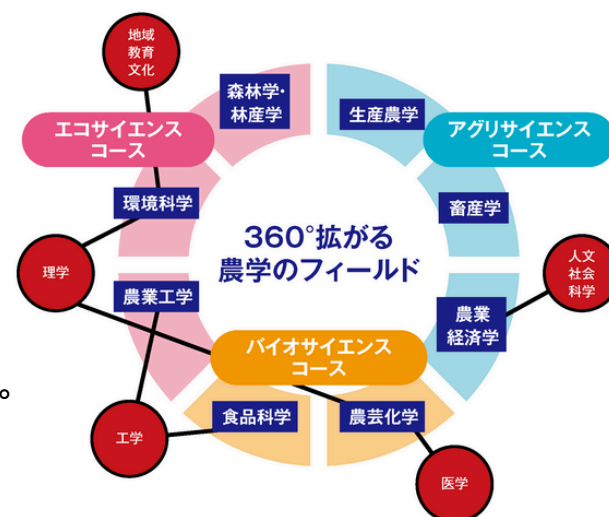 地域
教育
文化
森林学・
林産学
生産農学
エコサイエンス
コース
アグリサイエンス
コース
環境科学
畜産学
360°拡がる
農学のフィールド
理学
人文
社会
科学
農業工学
農業
経済学
バイオサイエンス
コース
。
食品科学
農芸化学
工学
医学